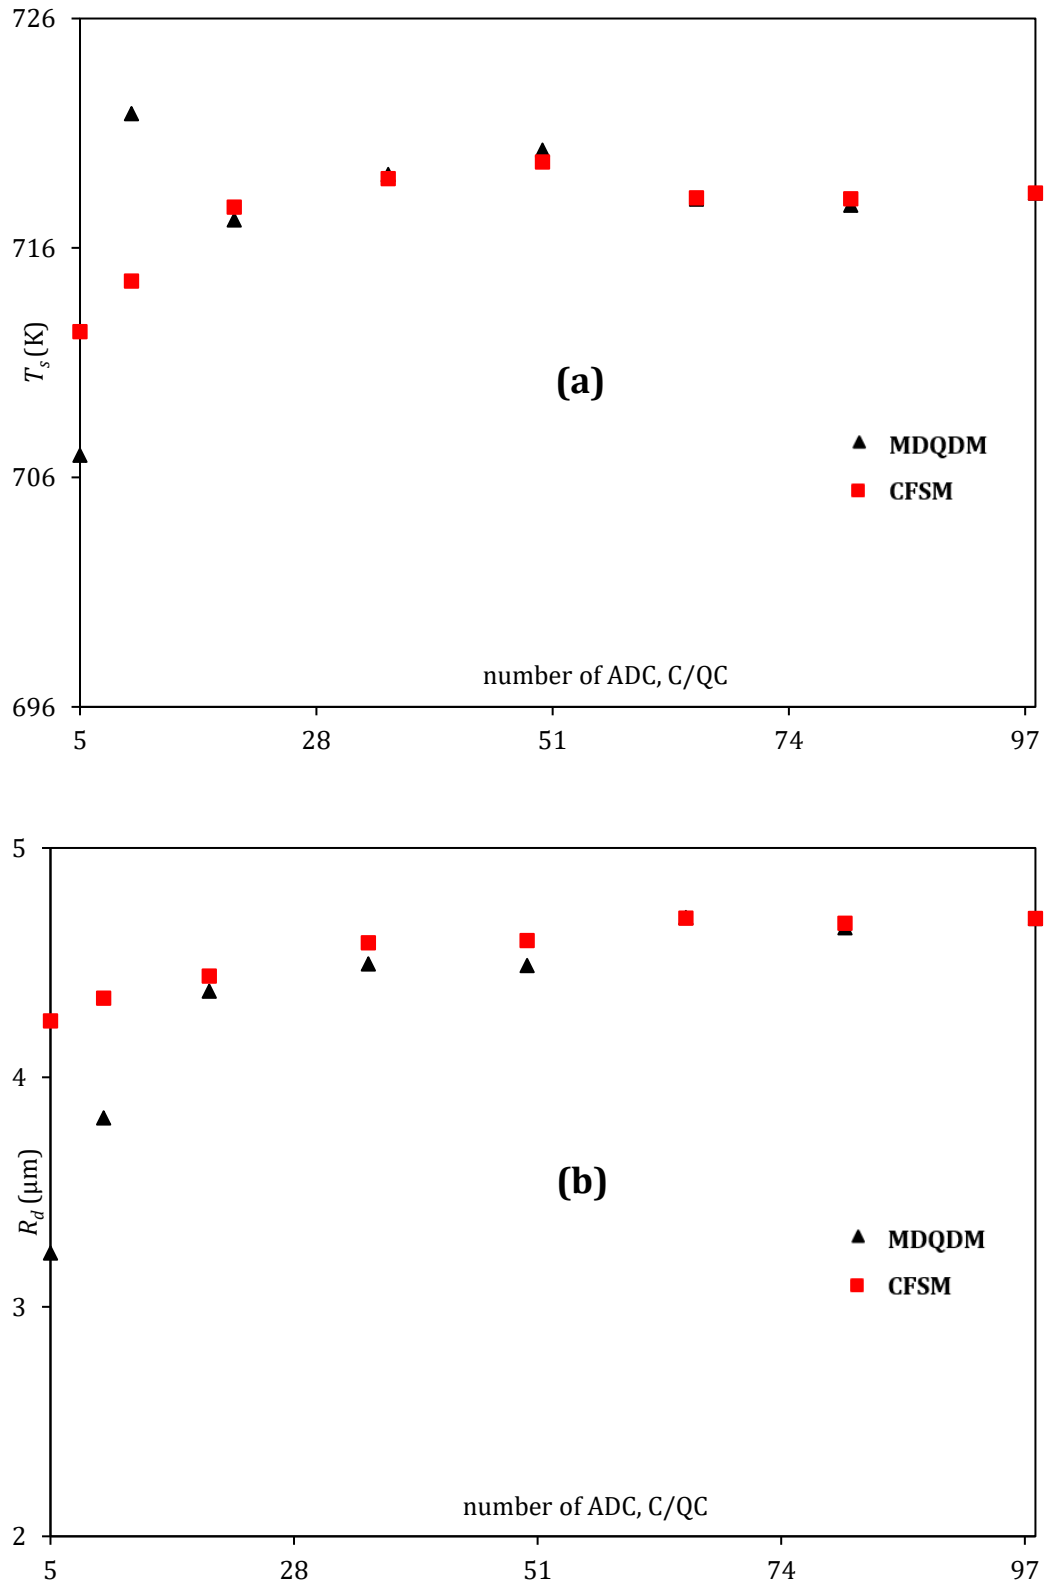 726
716
T_s (K)
(a)
MDQDM
706
CFSM
number of ADC, C/QC
696
5 28 51 74 97
5
4
R_d (μm)
(b)
MDQDM
CFSM
3
number of ADC, C/QC
2
5 28 51 74 97